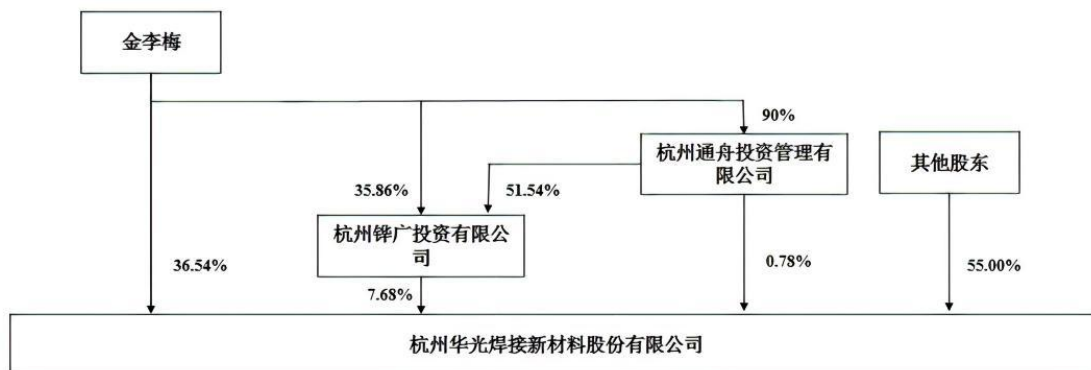 金李梅
90%
杭州通舟投资管理有
限公司
其他股东
35.86%
51.54%
杭州铧广投资有限公
司
36.54%
7.68%
0.78%
55.00%
杭州华光焊接新材料股份有限公司